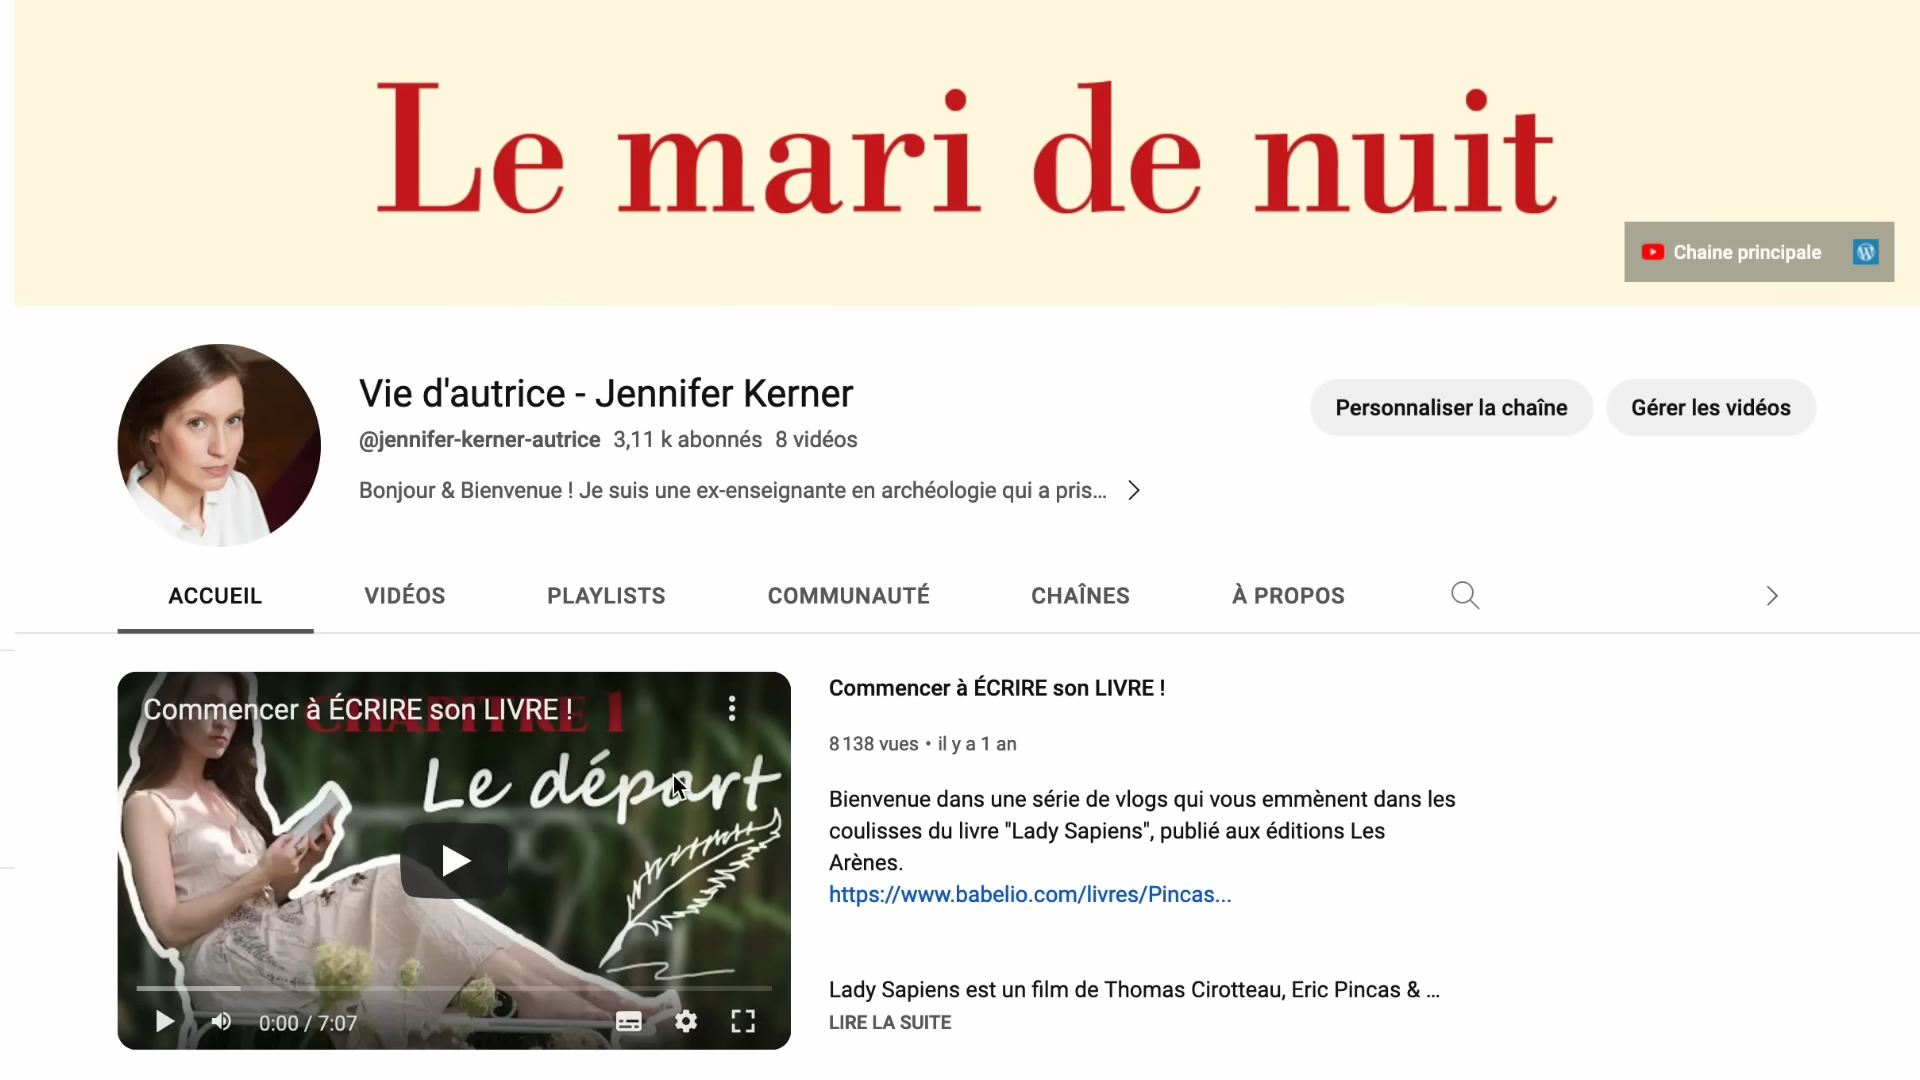 Le mari de nuit
Chaine principale
Vie d'autrice - Jennifer Kerner
@jennifer-kerner-autrice 3,11 k abonnés 8 vidéos
Bonjour & Bienvenue ! Je suis une ex-enseignante en archéologie qui a pris...
Personnaliser la chaîne
Gérer les vidéos
ACCUEIL VIDÉOS PLAYLISTS COMMUNAUTÉ CHAÎNES À PROPOS
Commencer à ÉCRIRE son LIVRE !
CHAPITRE 1
Le départ
0:00 / 7:07
Commencer à ÉCRIRE son LIVRE !
8 138 vues • il y a 1 an
Bienvenue dans une série de vlogs qui vous emmènent dans les
coulisses du livre "Lady Sapiens", publié aux éditions Les
Arènes.
https://www.babelio.com/livres/Pincas...
Lady Sapiens est un film de Thomas Cirotteau, Eric Pincas & ...
LIRE LA SUITE